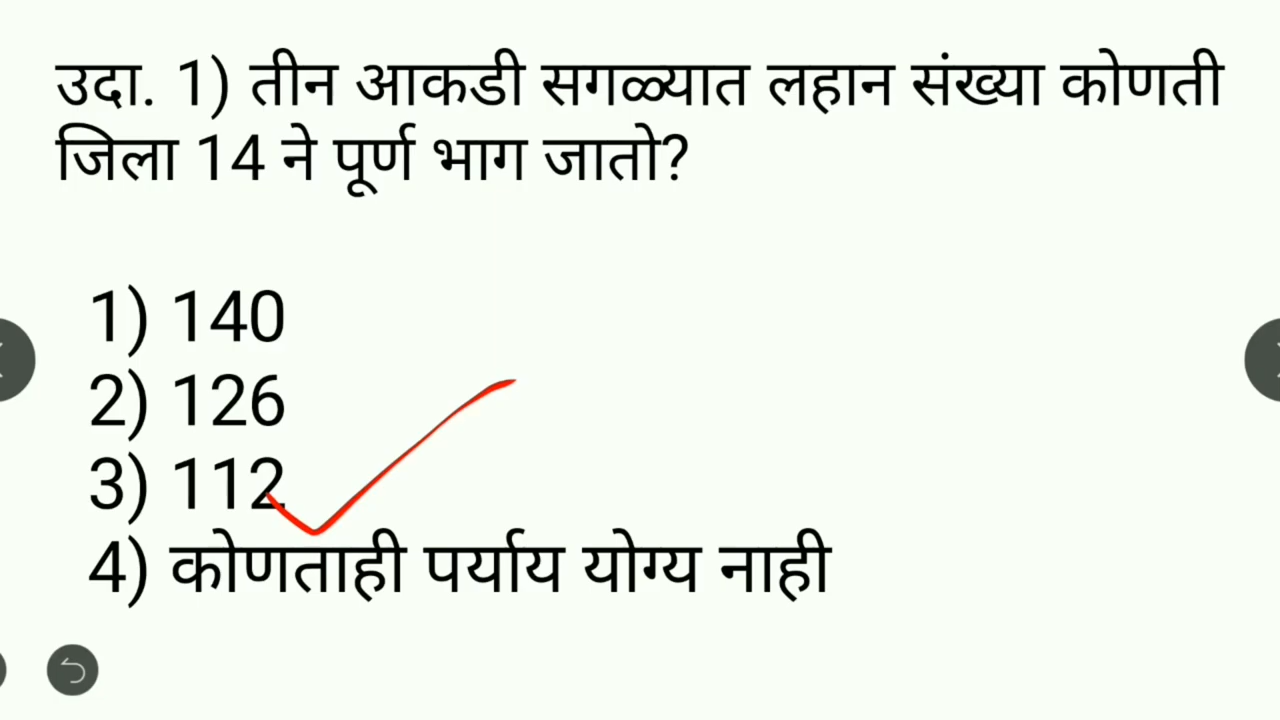 उदा. 1) तीन आकडी सगळ्यात लहान संख्या कोणती
जिला 14 ने पूर्ण भाग जातो?
1) 140
2) 126
3) 112
4) कोणताही पर्याय योग्य नाही